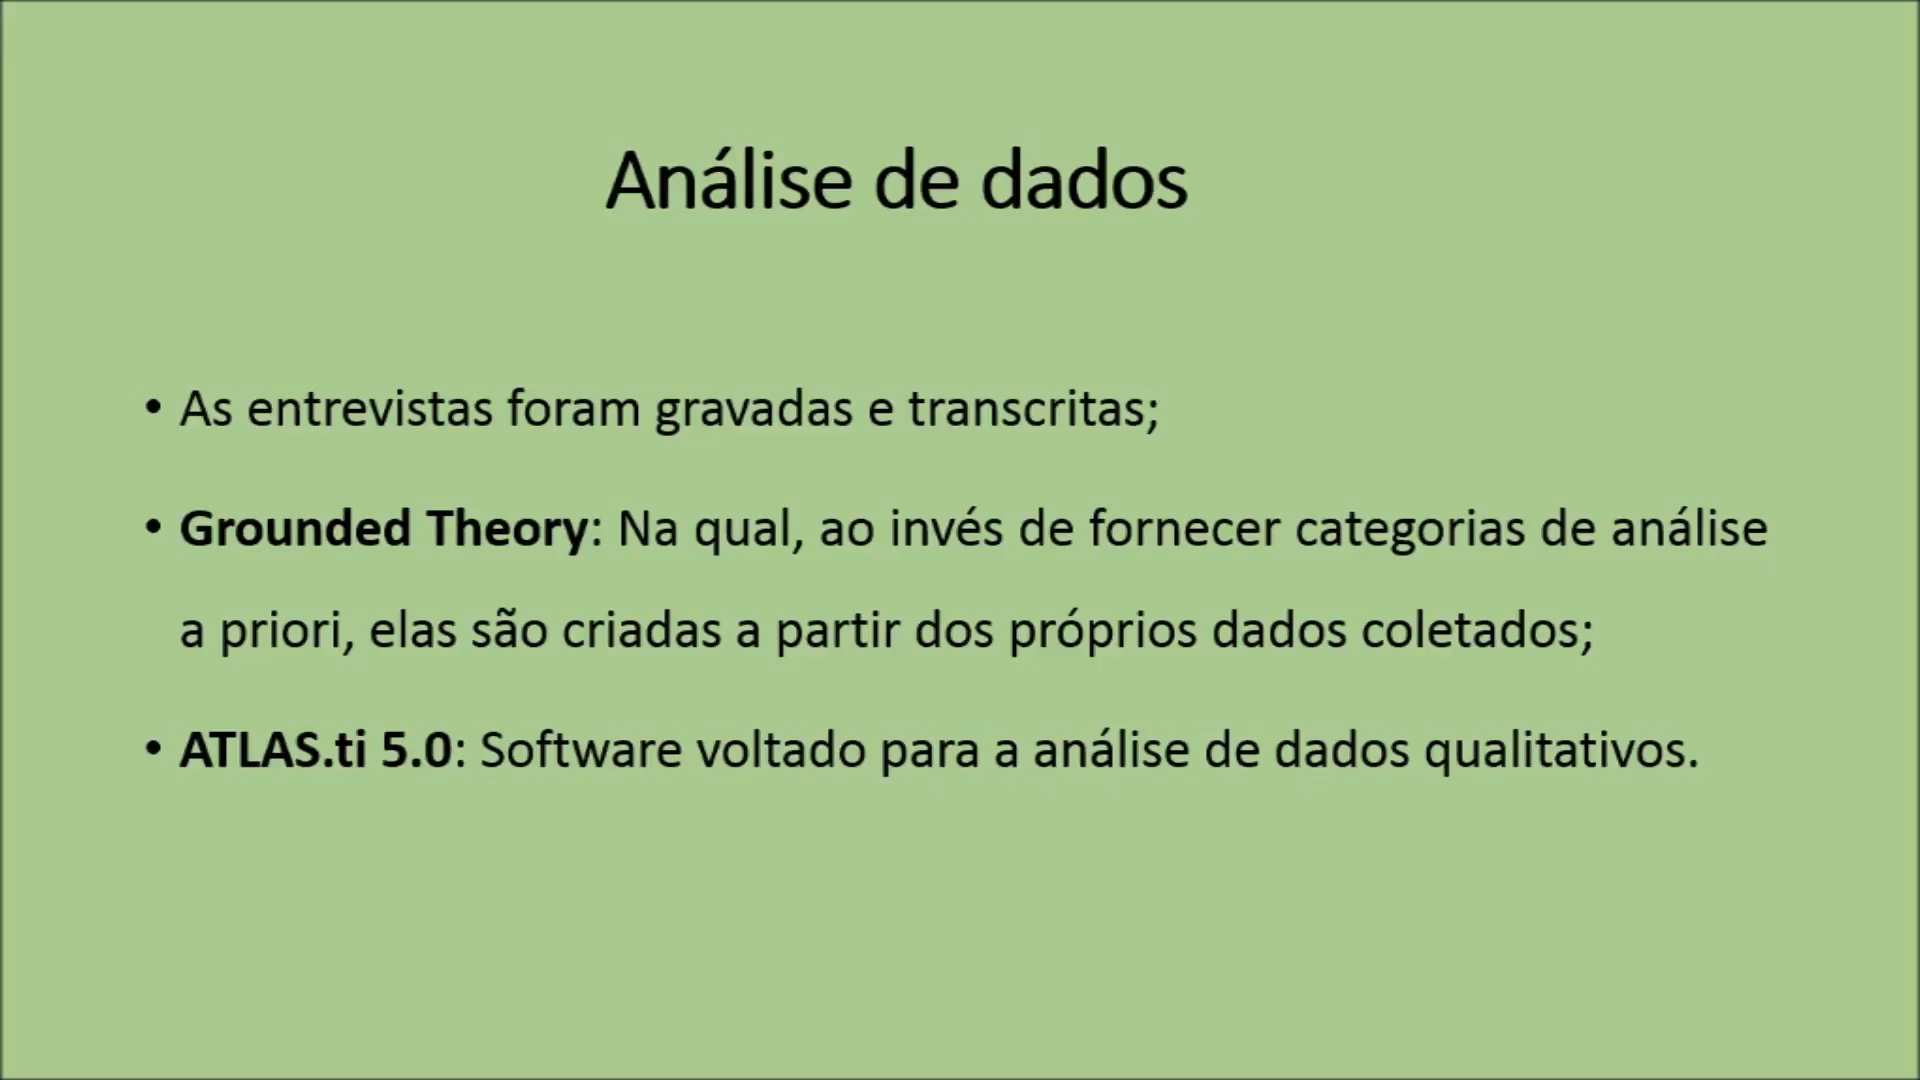 Análise de dados
• As entrevistas foram gravadas e transcritas;
• Grounded Theory: Na qual, ao invés de fornecer categorias de análise
a priori, elas são criadas a partir dos próprios dados coletados;
• ATLAS.ti 5.0: Software voltado para a análise de dados qualitativos.